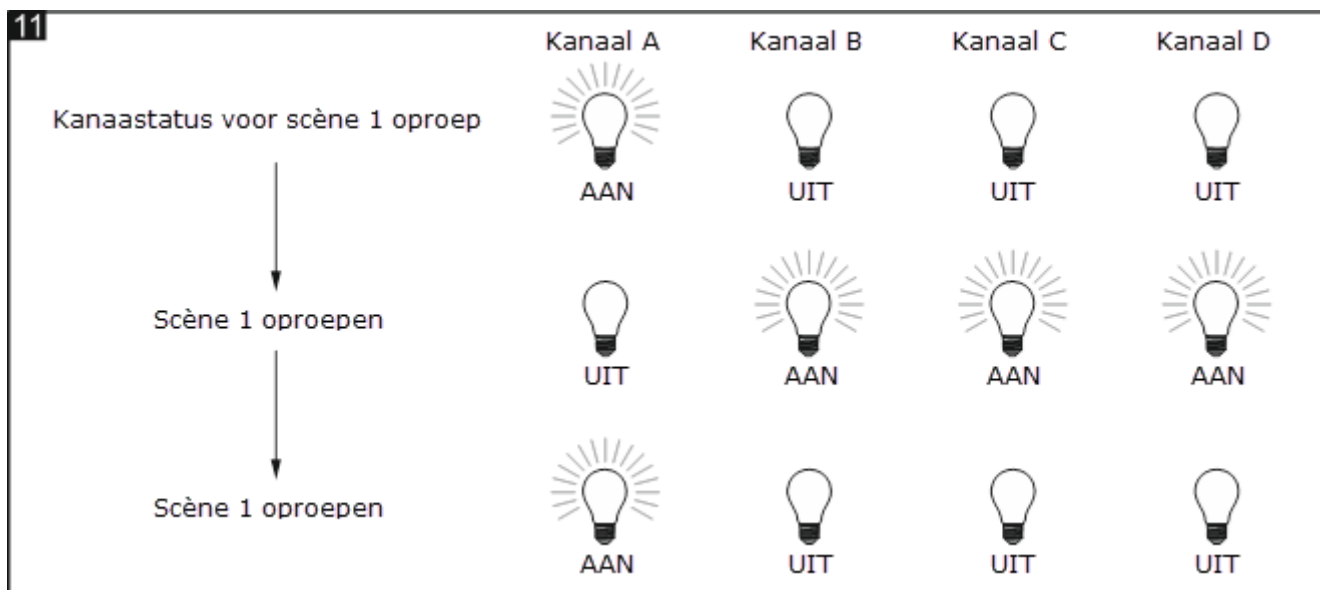 11
Kanaal A Kanaal B Kanaal C Kanaal D
Kanaastatus voor scène 1 oproep
AAN UIT UIT UIT
Scène 1 oproepen
UIT AAN AAN AAN
Scène 1 oproepen
AAN UIT UIT UIT